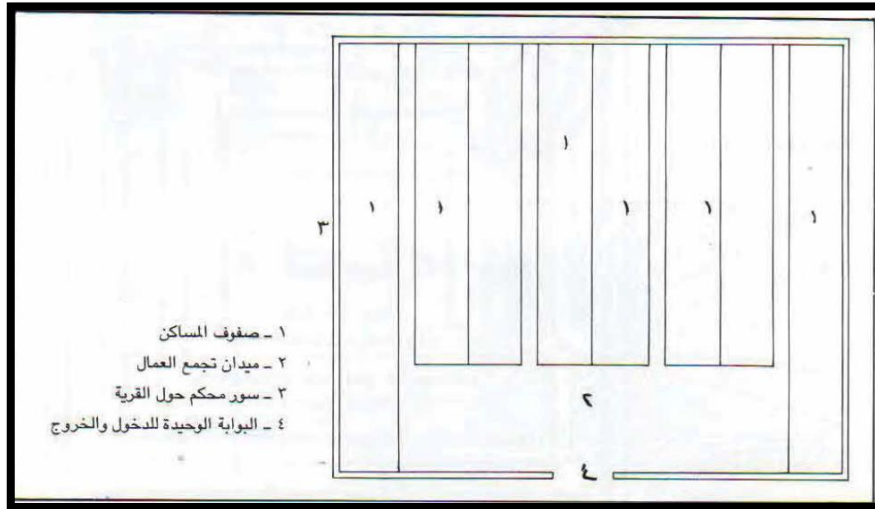 ١
١
١
١
١
١
٣
١ ـ صفوف المساكن
٢ ـ ميدان تجمع العمال
٣ ـ سور محكم حول القرية
٤ ـ البوابة الوحيدة للدخول والخروج
٢
٤